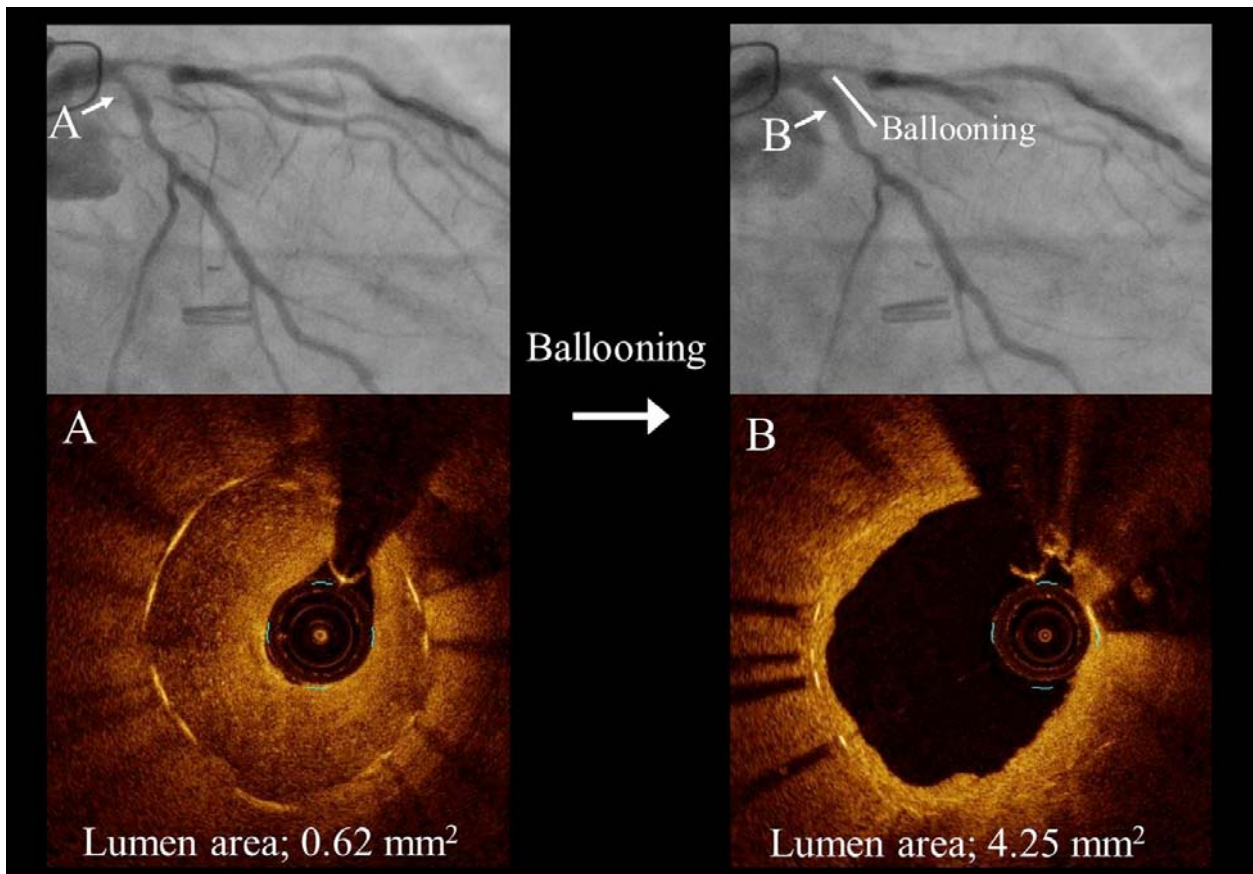 A
B
Ballooning
Ballooning
A
B
Lumen area; 0.62 mm²
Lumen area; 4.25 mm²